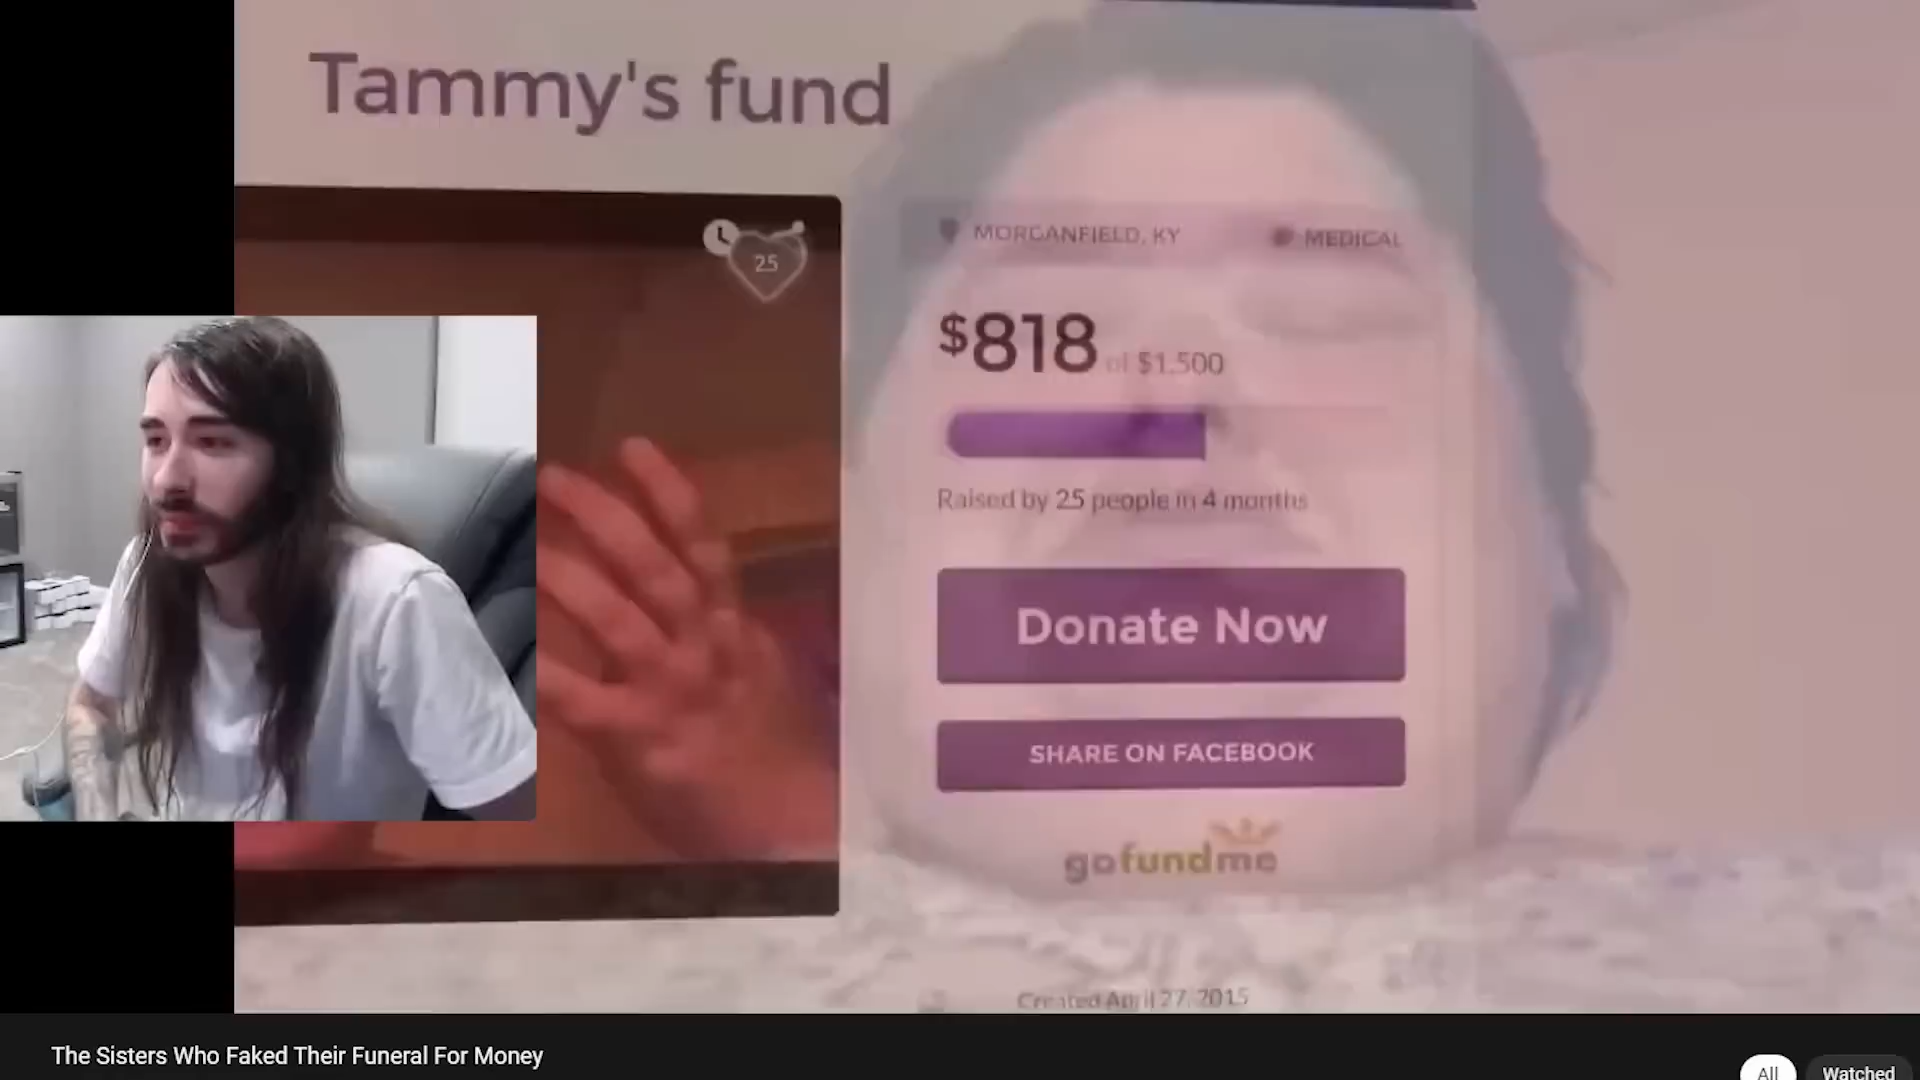 Tammy's fund
25
MORGANFIELD, KY
MEDICAL
$818 of $1,500
Raised by 25 people in 4 months
Donate Now
SHARE ON FACEBOOK
gofundme
Created April 27, 2015
The Sisters Who Faked Their Funeral For Money
All
Watched